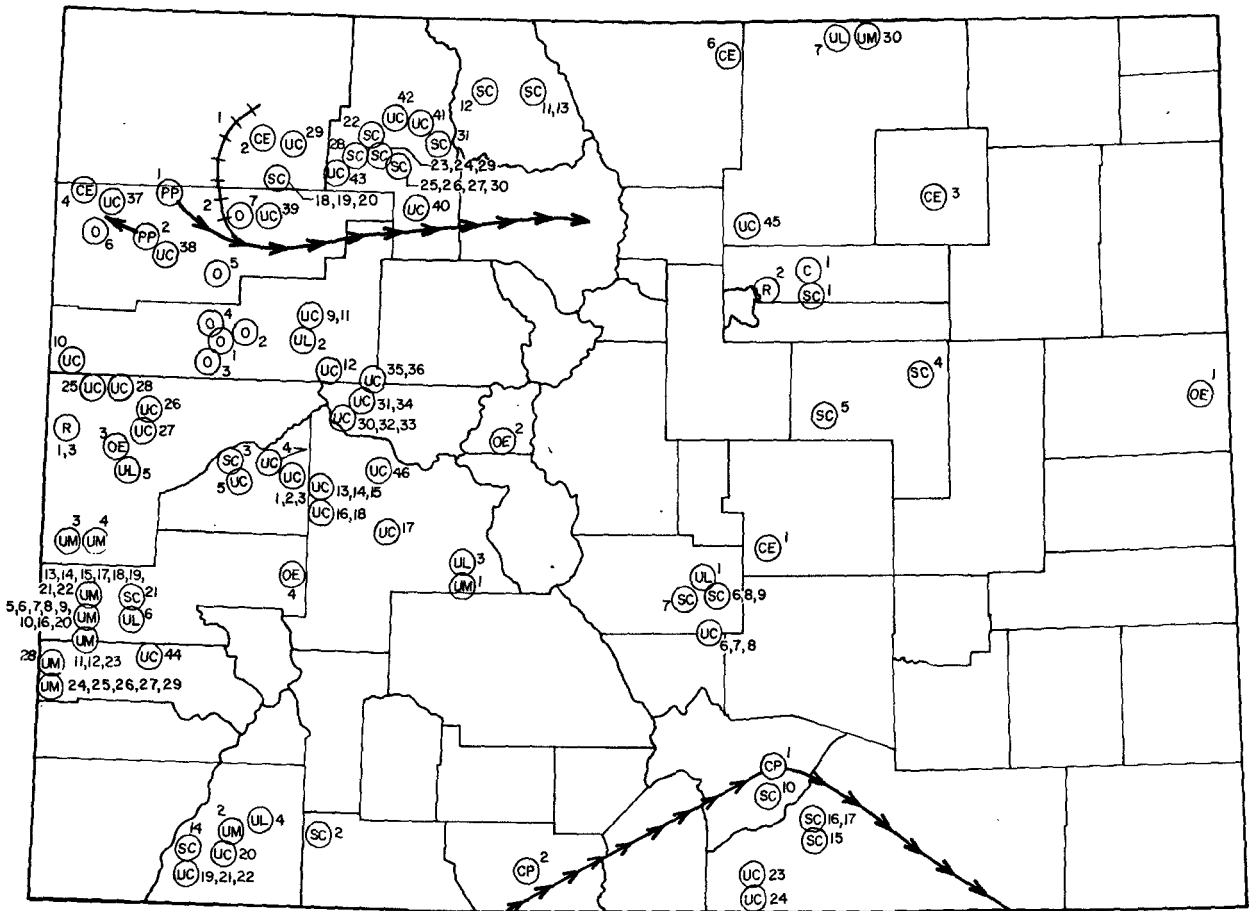 6 CE
7 UL UM 30
12 SC
SC 11,13
1
2 CE
UC 29
42 UC
UC 41
22 SC
SC 31
28 SC
SC 23,24,29
SC 25,26,27,30
UC 43
SC 18,19,20
4 CE
UC 37
1 PP
2
7 O
UC 39
UC 40
O 6
PP 2
UC 38
O 5
CE 3
UC 45
C 1
R 2
SC 1
O 4
O 2
O 1
O 3
UC 9,11
UL 2
10 UC
UC 12
UC 35,36
25 UC
UC 28
UC 26
UC 27
UC 31,34
UC 30,32,33
SC 4
SC 5
OE 1
R 1,3
3 OE
UL 5
SC 3
UC 4
5 UC
UC 1,2,3
OE 2
UC 46
UC 13,14,15
UC 16,18
UC 17
3 UM
4 UM
CE 1
UL 3
UM 1
OE 4
UL 1
7 SC
SC 6,8,9
UC 6,7,8
13,14,15,17,18,19,
21,22 UM
SC 21
5,6,7,8,9,
10,16,20 UM
UL 6
UM 11,12,23
UC 44
28 UM
UM 24,25,26,27,29
CP 1
SC 10
SC 16,17
SC 15
2 UM
UL 4
14 SC
UC 20
UC 19,21,22
SC 2
CP 2
UC 23
UC 24